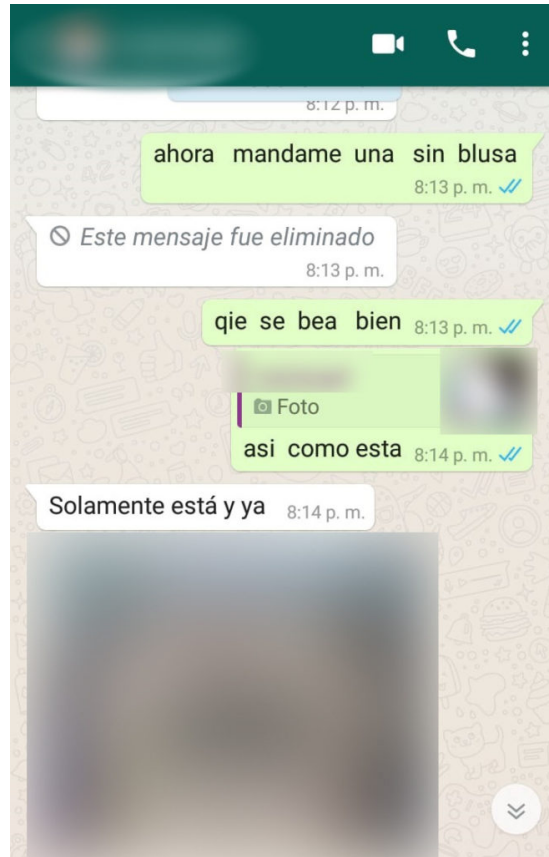 8:12 p. m.
ahora mandame una sin blusa
8:13 p. m.
Este mensaje fue eliminado
8:13 p. m.
qie se bea bien 8:13 p. m.
Foto
asi como esta 8:14 p. m.
Solamente está y ya 8:14 p. m.